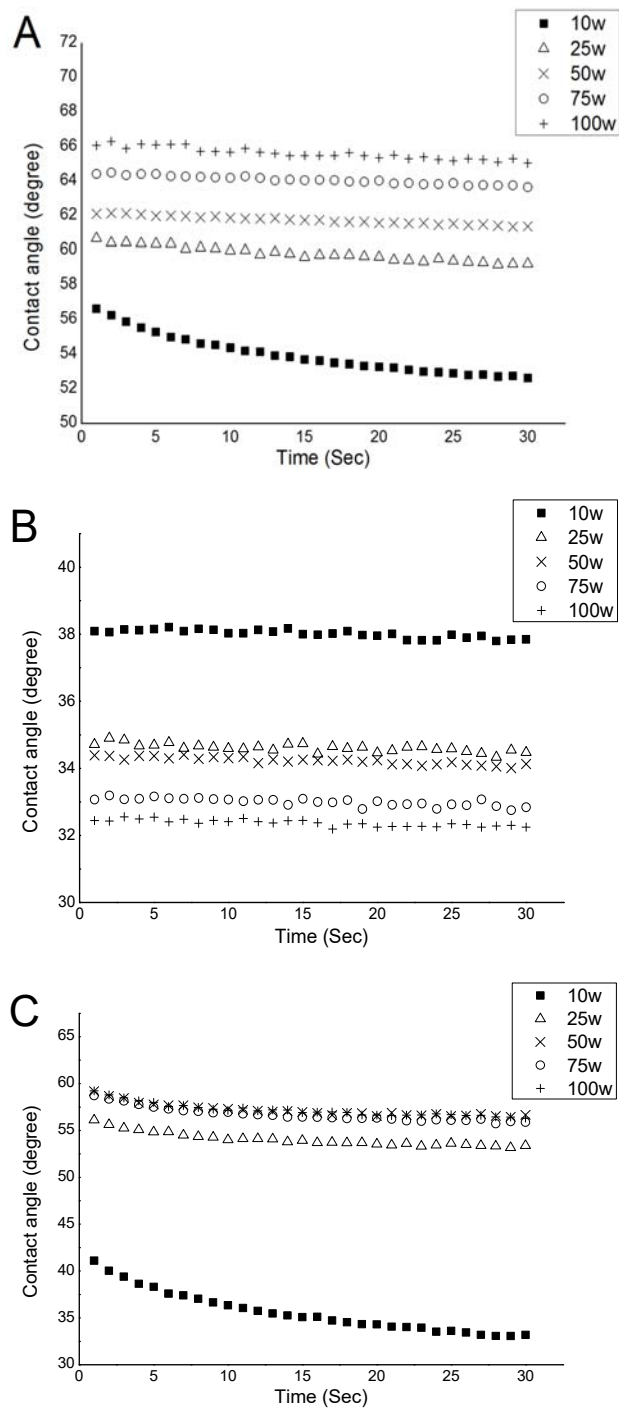 A
10w
25w
50w
75w
100w
72
70
68
66
64
62
60
58
56
54
52
50
Contact angle (degree)
0 5 10 15 20 25 30
Time (Sec)
B
10w
25w
50w
75w
100w
40
38
36
34
32
30
Contact angle (degree)
0 5 10 15 20 25 30
Time (Sec)
C
10w
25w
50w
75w
100w
65
60
55
50
45
40
35
30
Contact angle (degree)
0 5 10 15 20 25 30
Time (Sec)